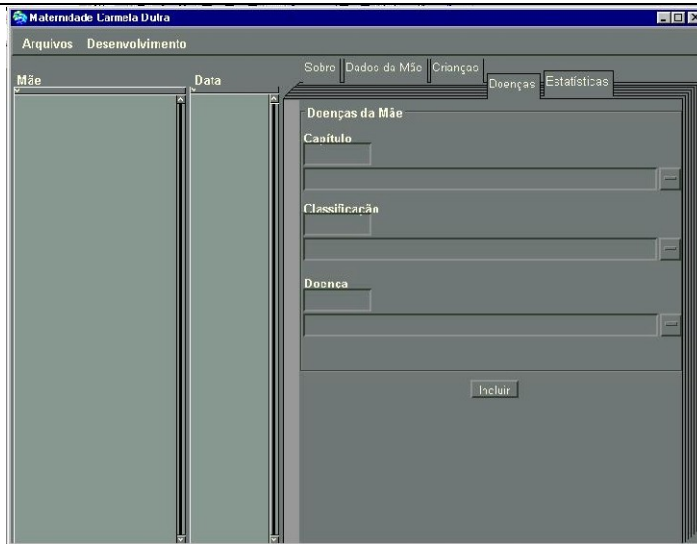 Maternidade Carmela Dutra
Arquivos Desenvolvimento
Mãe
Data
Sobre Dados da Mão Crianças
Doenças Estatísticas
Doenças da Mãe
Capítulo
Classificação
Doença
Incluir